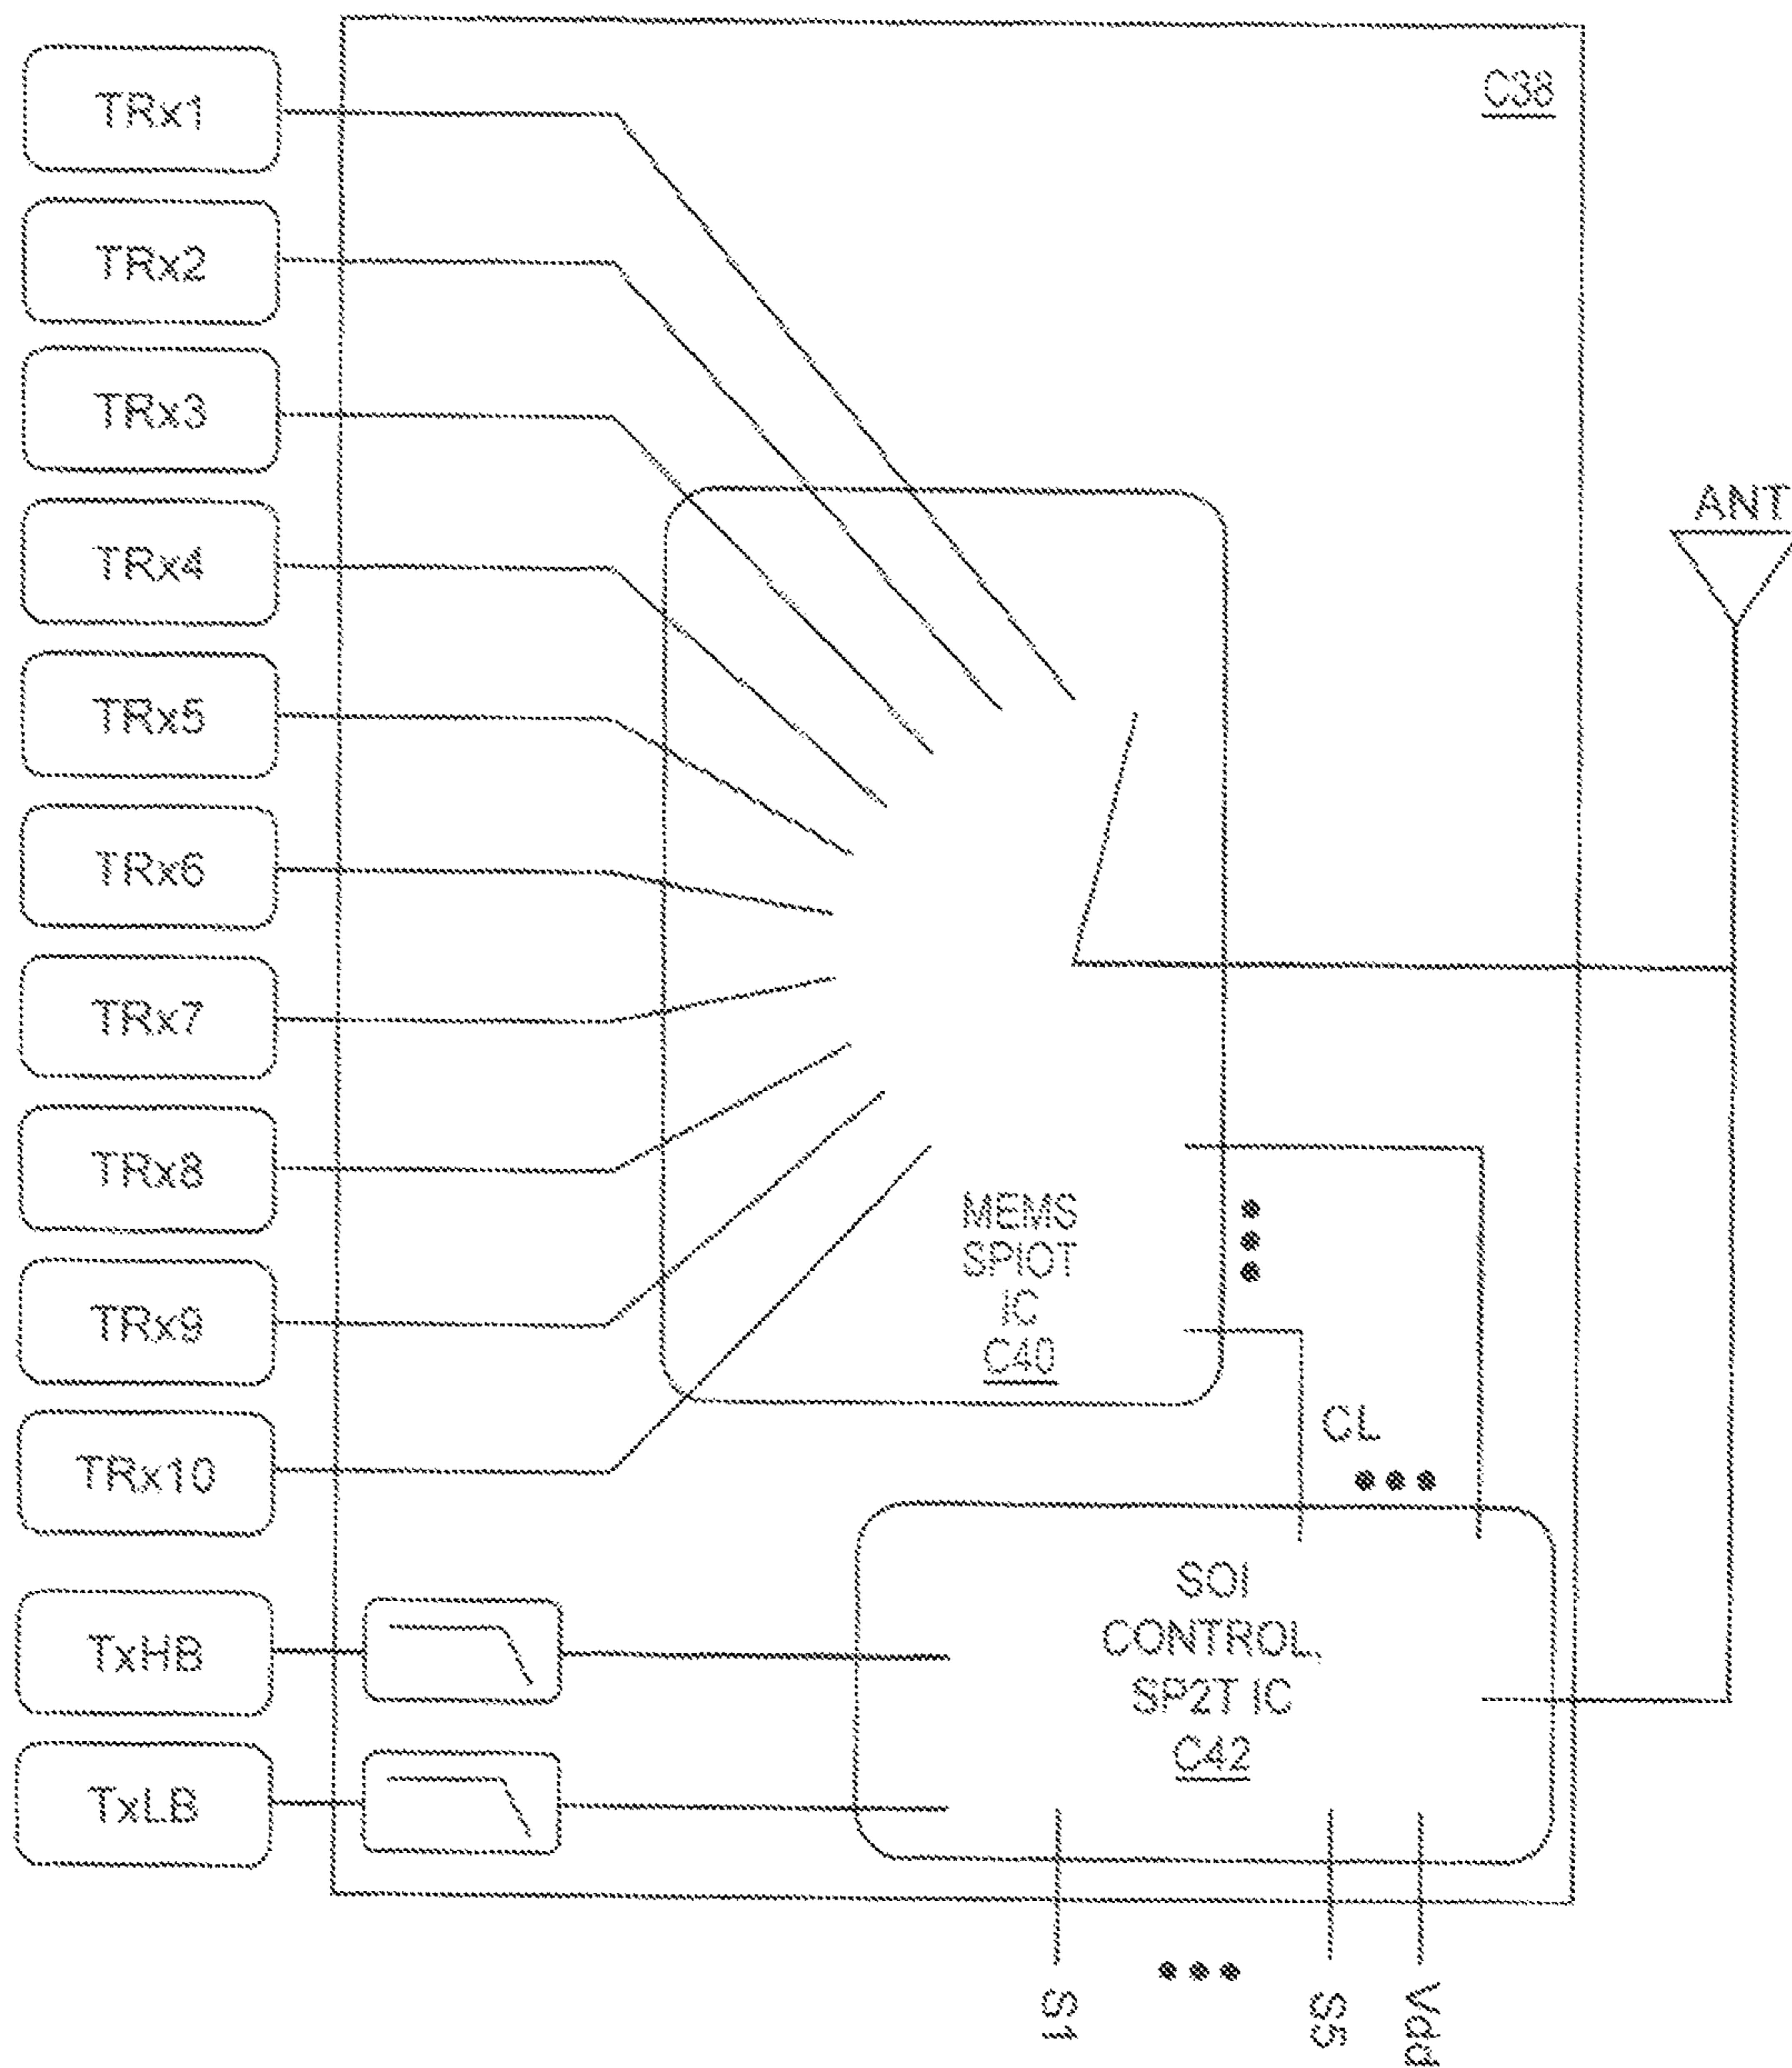 C38
TRx1
TRx2
TRx3
TRx4
ANT
TRx5
TRx6
TRx7
TRx8
MEMS
SPIOT
IC
C40
TRx9
CL
TRx10
SOI
CONTROL
SP2T IC
C42
TxHB
TxLB
S1
S5
Vdd